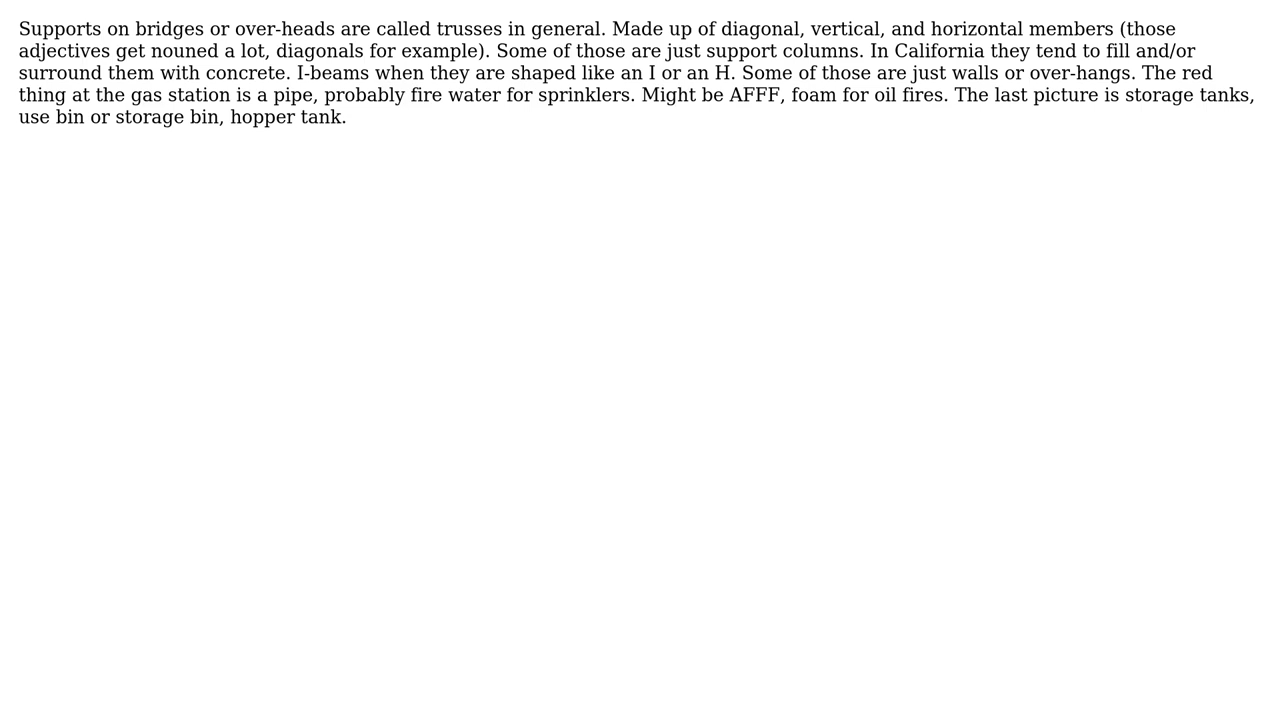 Supports on bridges or over-heads are called trusses in general. Made up of diagonal, vertical, and horizontal members (those
adjectives get nouned a lot, diagonals for example). Some of those are just support columns. In California they tend to fill and/or
surround them with concrete. I-beams when they are shaped like an I or an H. Some of those are just walls or over-hangs. The red
thing at the gas station is a pipe, probably fire water for sprinklers. Might be AFFF, foam for oil fires. The last picture is storage tanks,
use bin or storage bin, hopper tank.